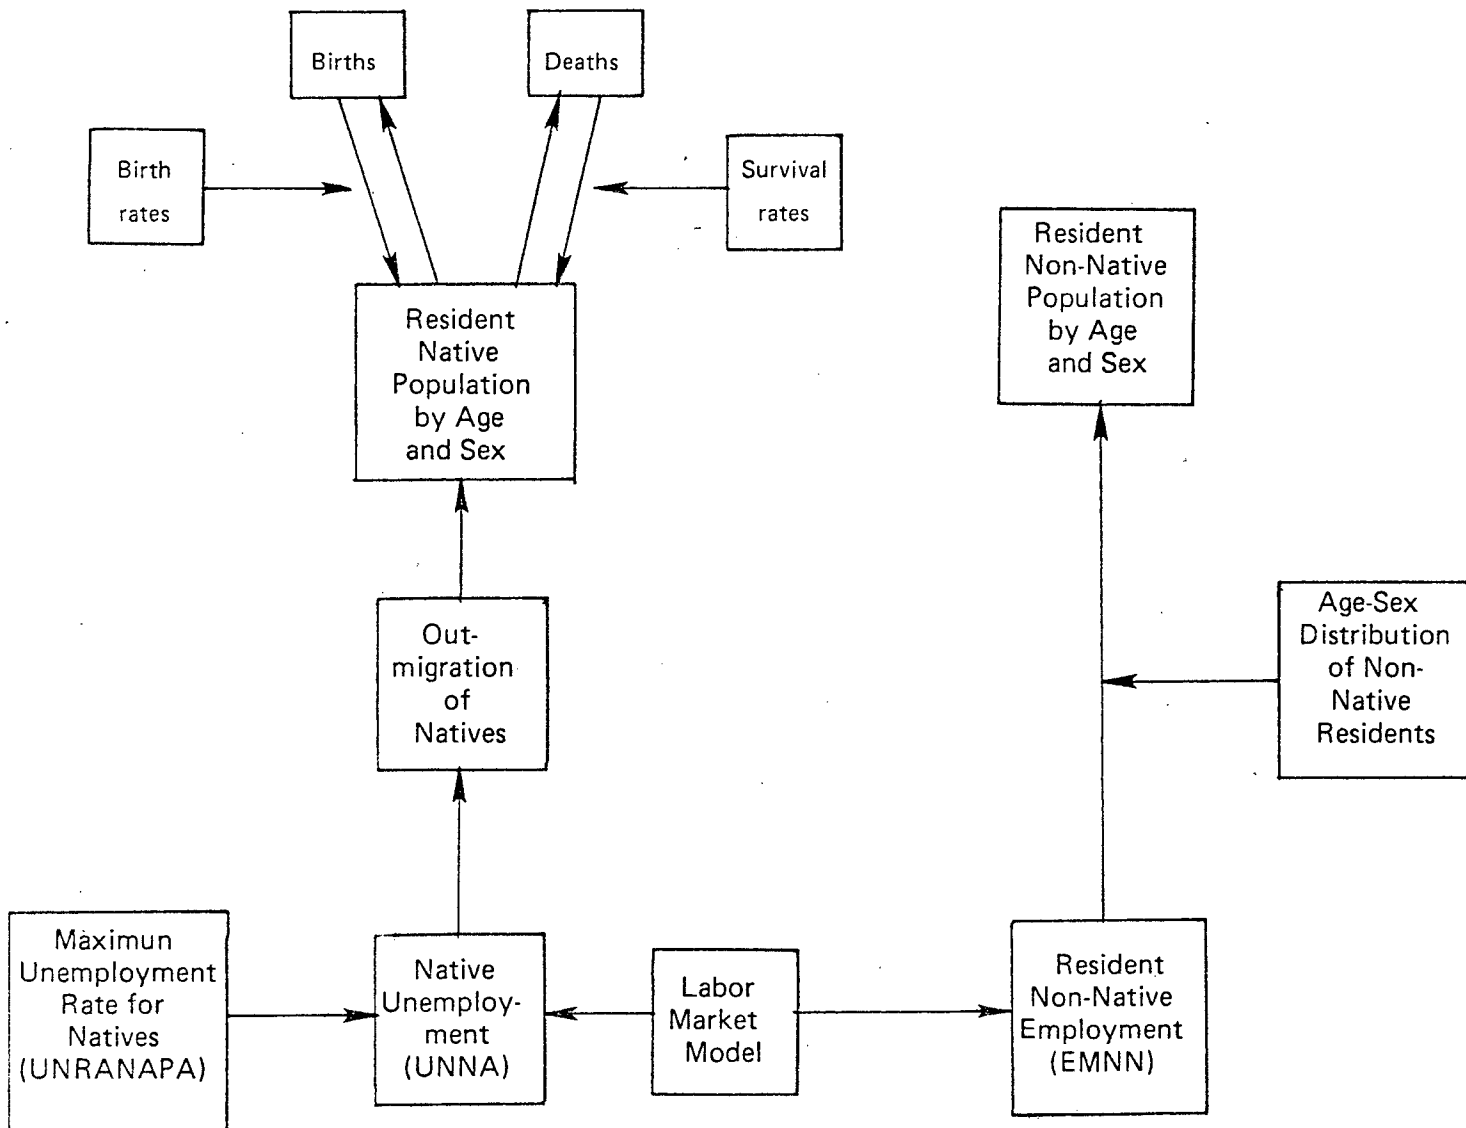 Births
Deaths
Birth
rates
Survival
rates
Resident
Native
Population
by Age
and Sex
Resident
Non-Native
Population
by Age
and Sex
Out-
migration
of
Natives
Age-Sex
Distribution
of Non-
Native
Residents
Maximun
Unemployment
Rate for
Natives
(UNRANAPA)
Native
Unemploy-
ment
(UNNA)
Labor
Market
Model
Resident
Non-Native
Employment
(EMNN)